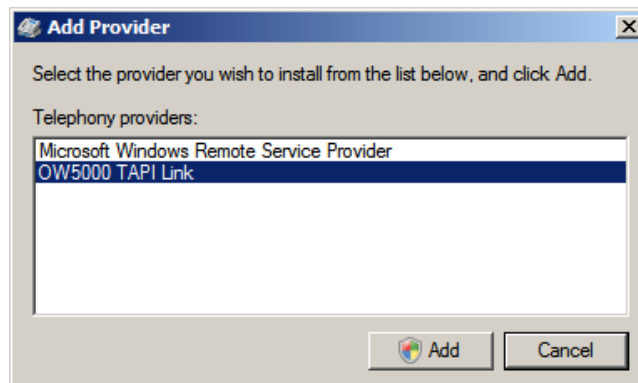 Add Provider
Select the provider you wish to install from the list below, and click Add.
Telephony providers:
Microsoft Windows Remote Service Provider
OW5000 TAPI Link
Add
Cancel